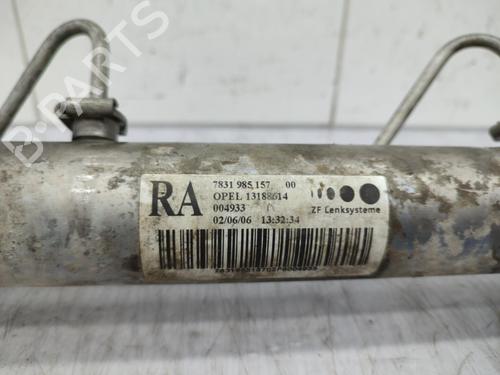 B-PARTS
RA
7831 985 157 00
OPEL 13188614
004933 A
02/06/06 13:32:34
ZF Lenksysteme